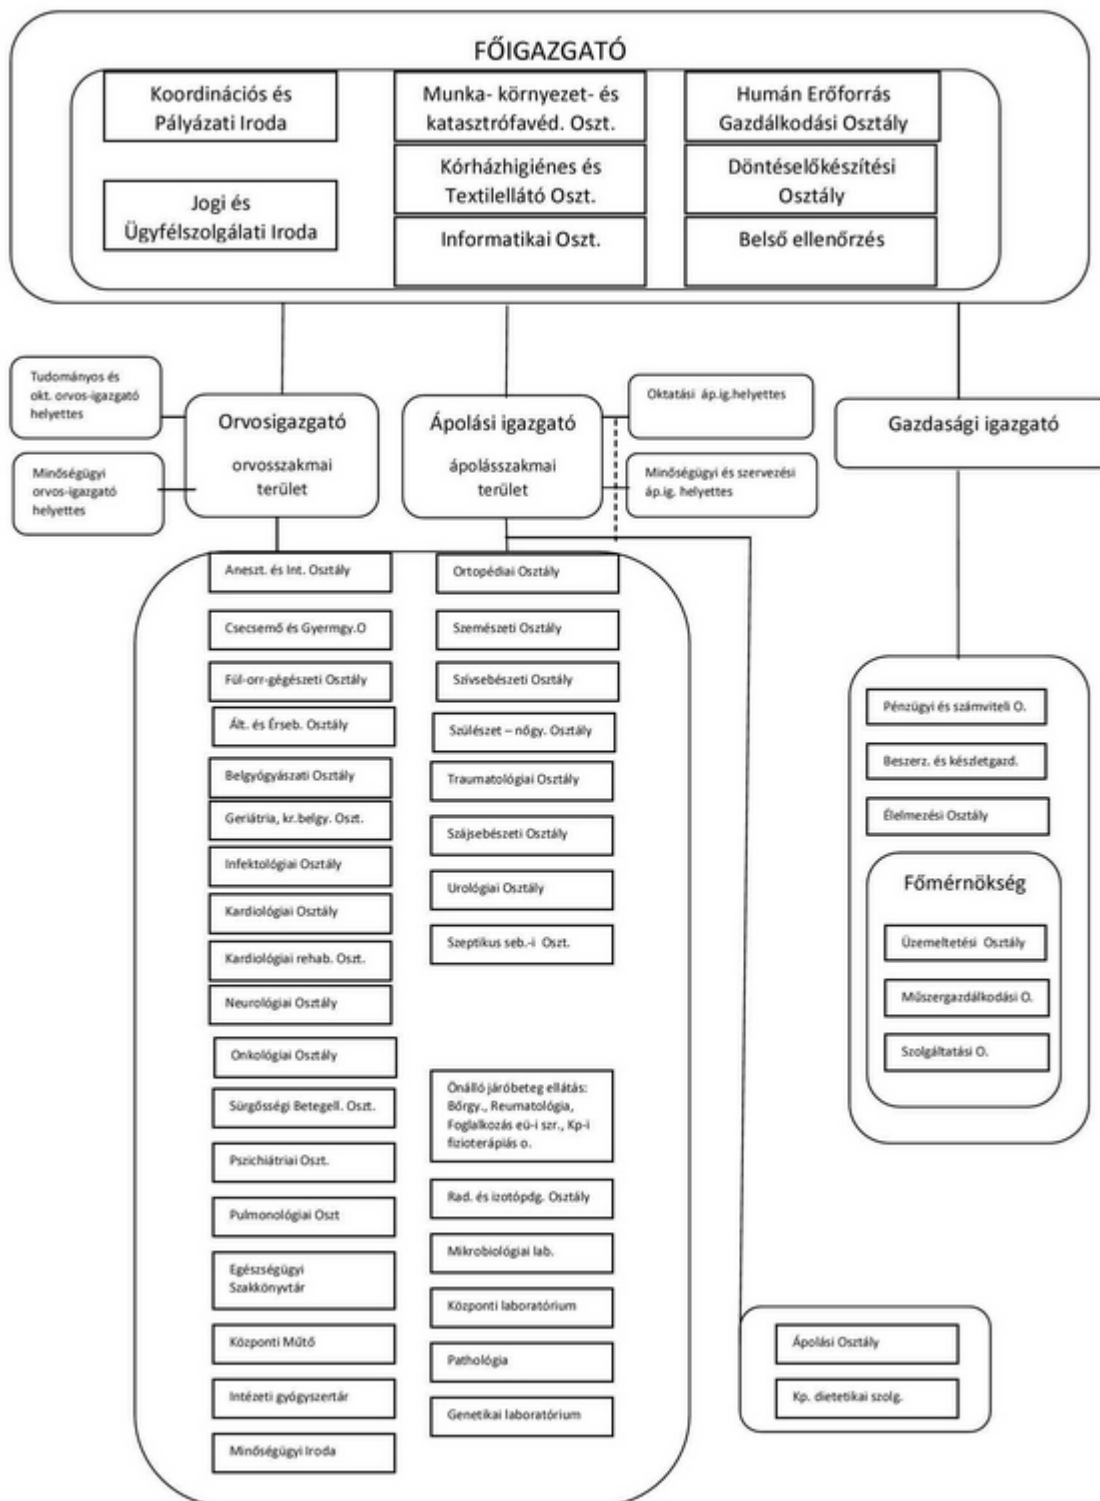 FŐIGAZGATÓ
Koordinációs és
Pályázati Iroda
Jogi és
Ügyfélszolgálati Iroda
Munka- környezet- és
katasztrófavéd. Oszt.
Kórházhigiénes és
Textilellátó Oszt.
Informatikai Oszt.
Humán Erőforrás
Gazdálkodási Osztály
Döntéselőkészítési
Osztály
Belső ellenőrzés
Tudományos és
okt. orvos-igazgató
helyettes
Minőségügyi
orvos-igazgató
helyettes
Orvosigazgató
orvosszakmai
terület
Ápolási igazgató
ápolásszakmai
terület
Oktatási áp.ig.helyettes
Minőségügyi és szervezési
áp.ig. helyettes
Gazdasági igazgató
Aneszt. és Int. Osztály
Csecsemő és Gyermgy.O
Fül-orr-gégészeti Osztály
Ált. és Érseb. Osztály
Belgyógyászati Osztály
Geriátria, kr.belgy. Oszt.
Infektológiai Osztály
Kardiológiai Osztály
Kardiológiai rehab. Oszt.
Neurológiai Osztály
Onkológiai Osztály
Sürgősségi Betegell. Oszt.
Pszichiátriai Oszt.
Pulmonológiai Oszt
Egészségügyi
Szakkönyvtár
Központi Műtő
Intézeti gyógyszertár
Minőségügyi Iroda
Ortopédiai Osztály
Szemészeti Osztály
Szívsebészeti Osztály
Szülészet – nőgy. Osztály
Traumatológiai Osztály
Szájsebészeti Osztály
Urológiai Osztály
Szeptikus seb.-i Oszt.
Önálló járóbeteg ellátás:
Bőrgy., Reumatológia,
Foglalkozás eü-i szr., Kp-i
fizioterápiás o.
Rad. és izotópdg. Osztály
Mikrobiológiai lab.
Központi laboratórium
Pathológia
Genetikai laboratórium
Ápolási Osztály
Kp. dietetikai szolg.
Pénzügyi és számviteli O.
Beszerz. és készletgazd.
Élelmezési Osztály
Főmérnökség
Üzemeltetési Osztály
Műszergazdálkodási O.
Szolgáltatási O.